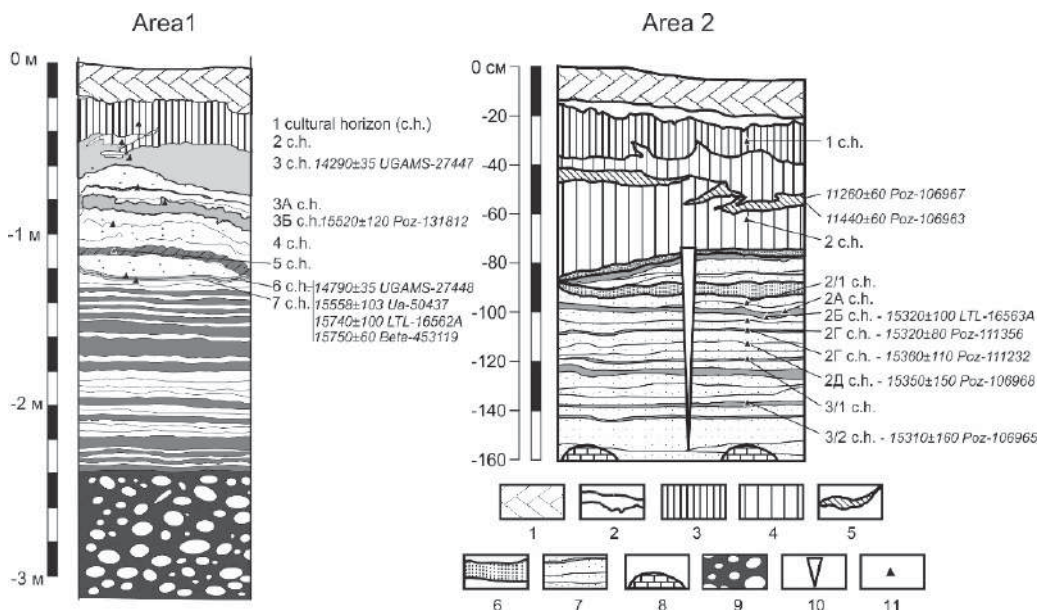 Area1
0 м
-1 м
-2 м
-3 м
1 cultural horizon (c.h.)
2 c.h.
3 c.h. 14290±35 UGAMS-27447
3A c.h.
3Б c.h. 15520±120 Poz-131812
4 c.h.
5 c.h.
6 c.h. 14790±35 UGAMS-27448
7 c.h. 15558±103 Ua-50437
15740±100 LTL-16562A
15750±60 Beta-453119
Area 2
0 см
-20
-40
-60
-80
-100
-120
-140
-160
1 c.h.
11260±60 Poz-106967
11440±60 Poz-106963
2 c.h.
2/1 c.h.
2A c.h.
2Б c.h. - 15320±100 LTL-16563A
2Г c.h. - 15320±80 Poz-111356
2Г c.h. - 15360±110 Poz-111232
2Д c.h. - 15350±150 Poz-106968
3/1 c.h.
3/2 c.h. - 15310±160 Poz-106965
1 2 3 4 5
6 7 8 9 10 11